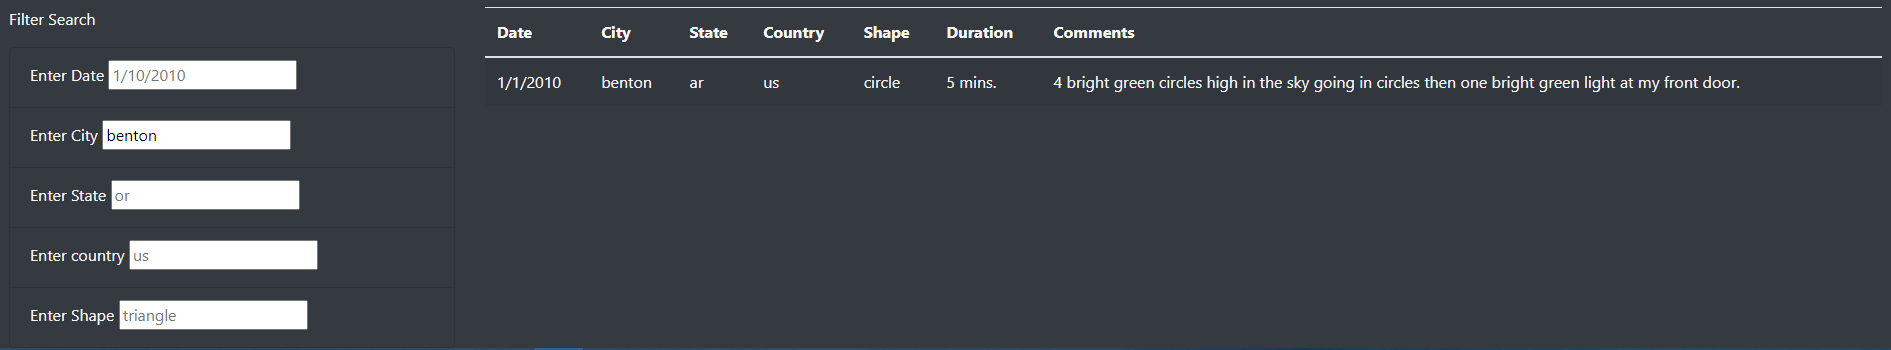 Filter Search
Enter Date 1/10/2010
Enter City benton
Enter State or
Enter country us
Enter Shape triangle
Date City State Country Shape Duration Comments
1/1/2010 benton ar us circle 5 mins. 4 bright green circles high in the sky going in circles then one bright green light at my front door.